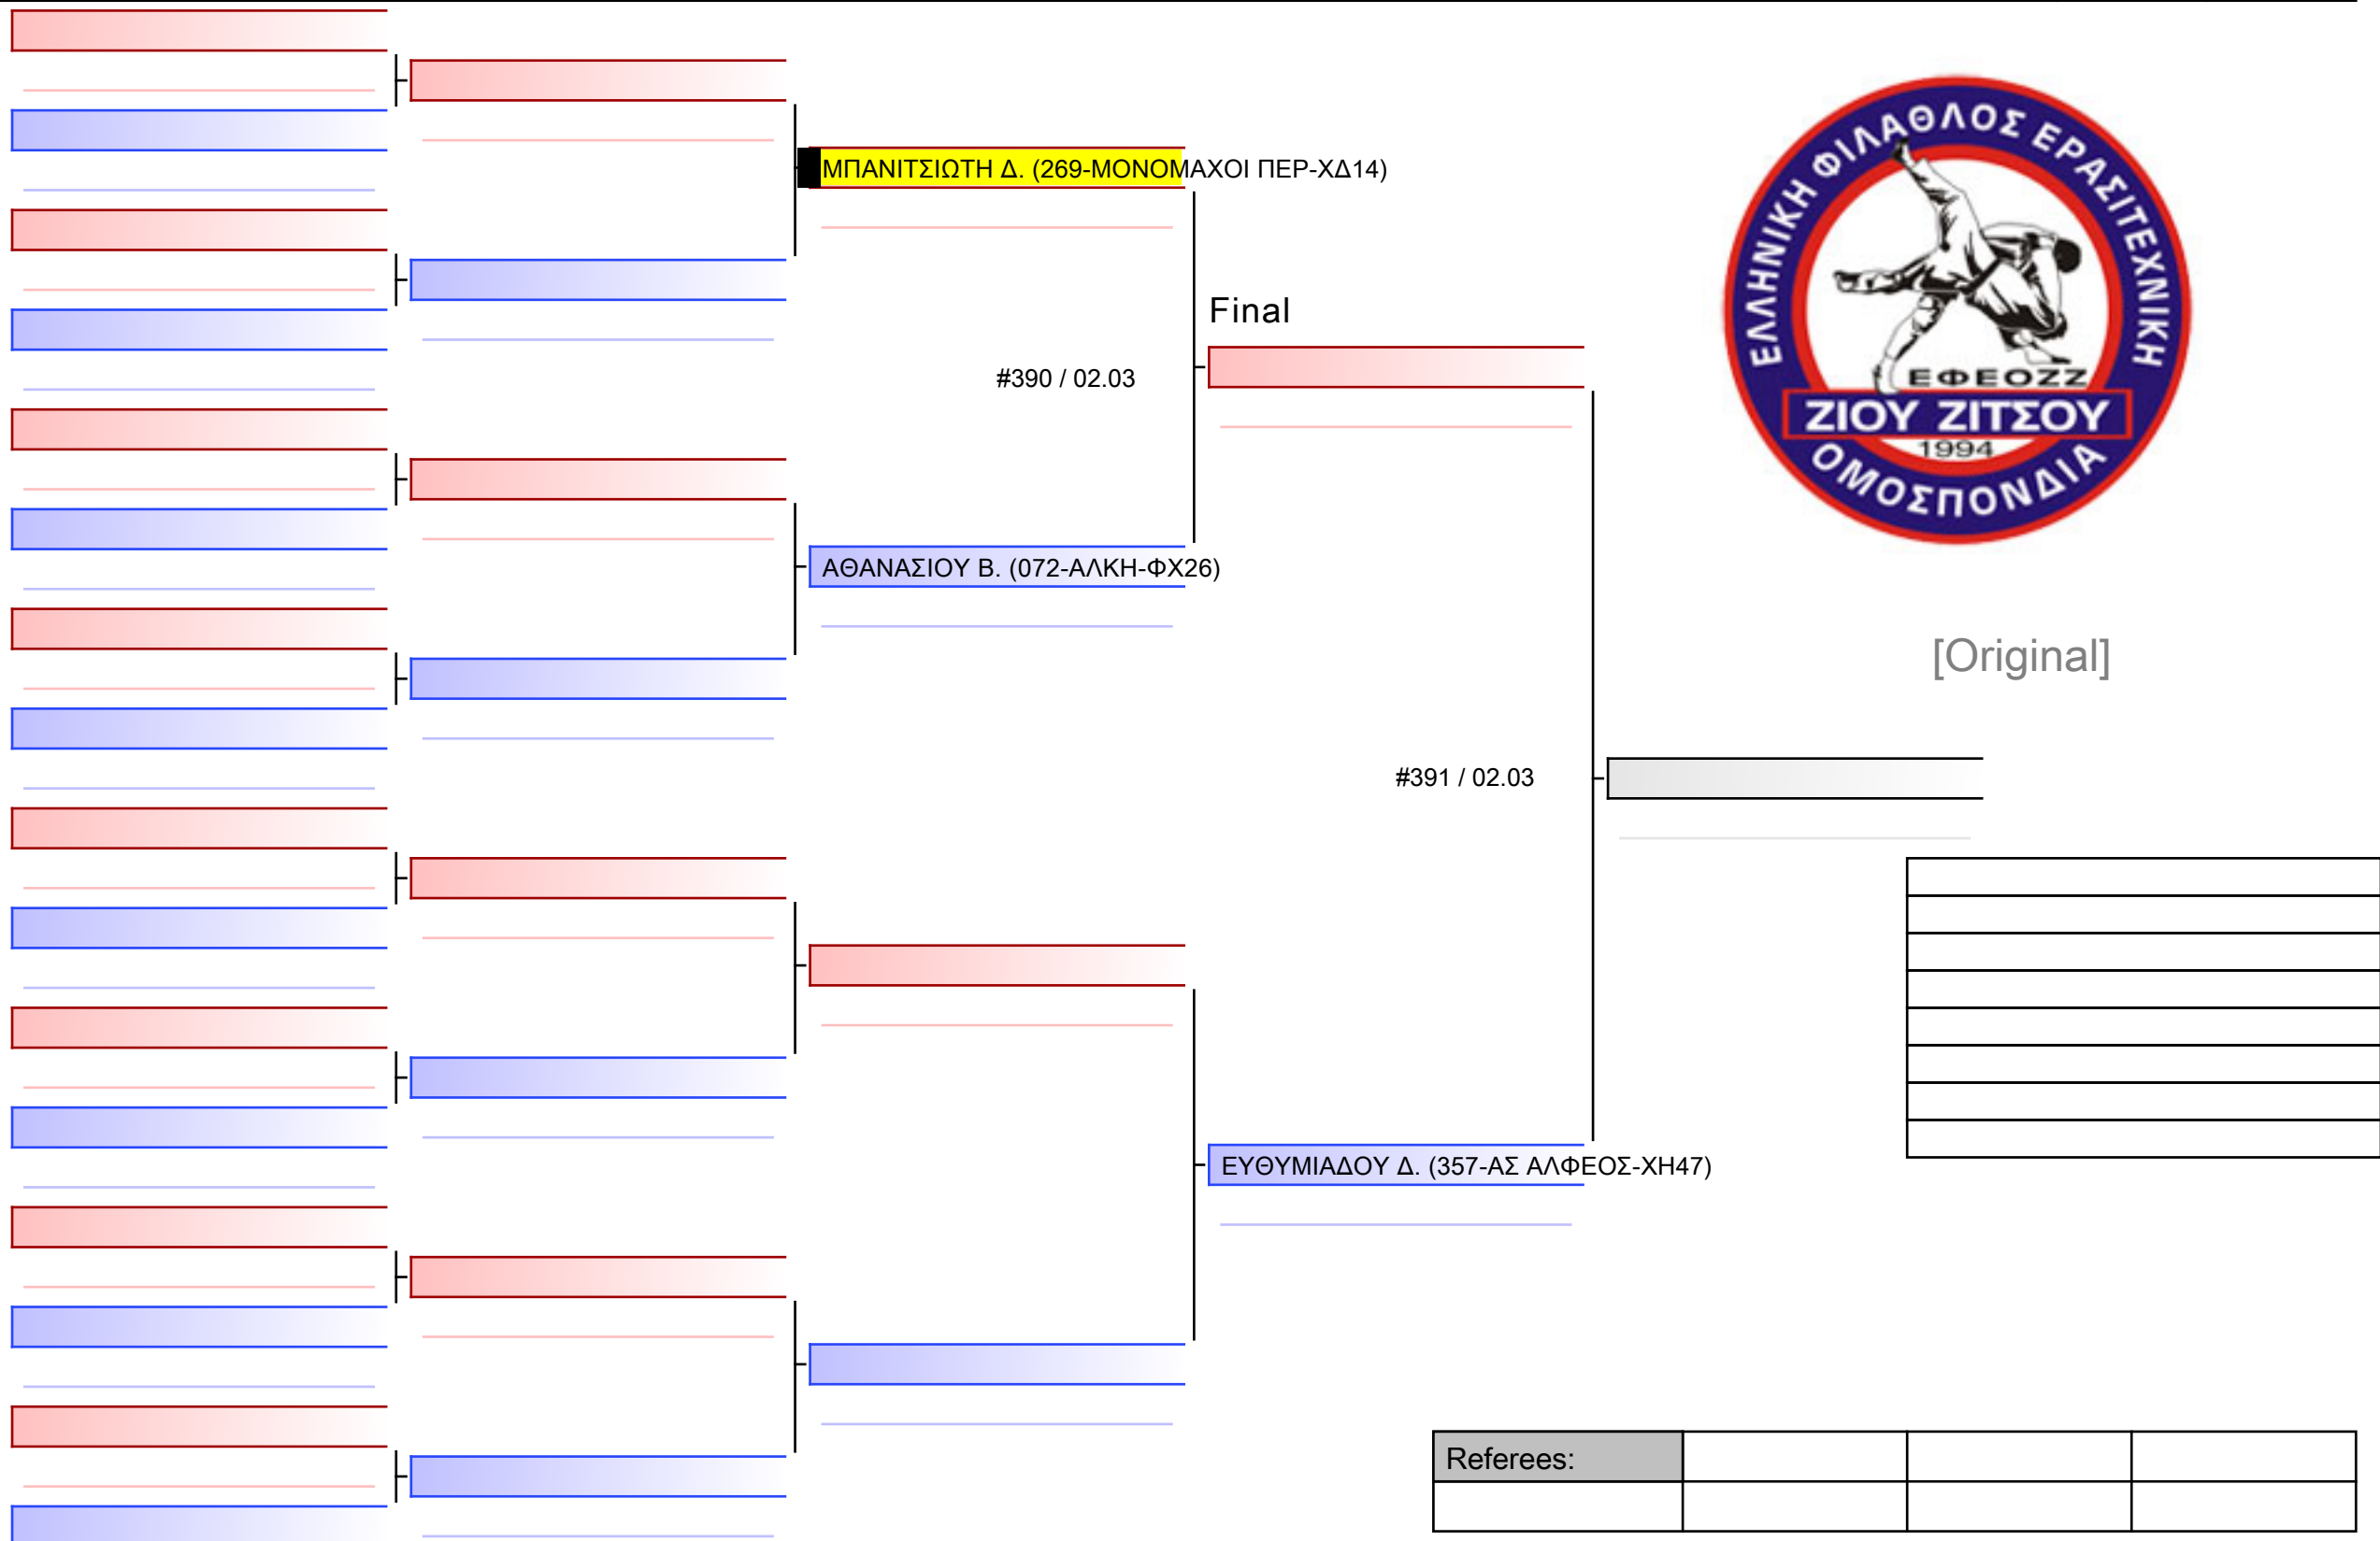 ΜΠΑΝΙΤΣΙΩΤΗ Δ. (269-ΜΟΝΟΜΑΧΟΙ ΠΕΡ-ΧΔ14)
ΕΛΛΗΝΙΚΗ ΦΙΛΑΘΛΟΣ ΕΡΑΣΙΤΕΧΝΙΚΗ
ΕΦΕΟΖΖ
ΖΙΟΥ ΖΙΤΣΟΥ
1994
ΟΜΟΣΠΟΝΔΙΑ
Final
#390 / 02.03
ΑΘΑΝΑΣΙΟΥ Β. (072-ΑΛΚΗ-ΦΧ26)
[Original]
#391 / 02.03
ΕΥΘΥΜΙΑΔΟΥ Δ. (357-ΑΣ ΑΛΦΕΟΣ-ΧΗ47)
Referees: